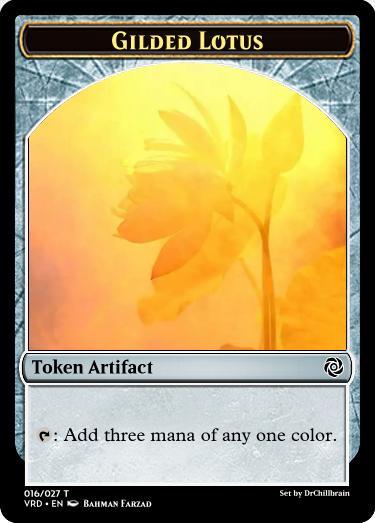 Gilded Lotus
Token Artifact
: Add three mana of any one color.
016/027 T Set by DrChillbrain
VRD • EN Bahman Farzad